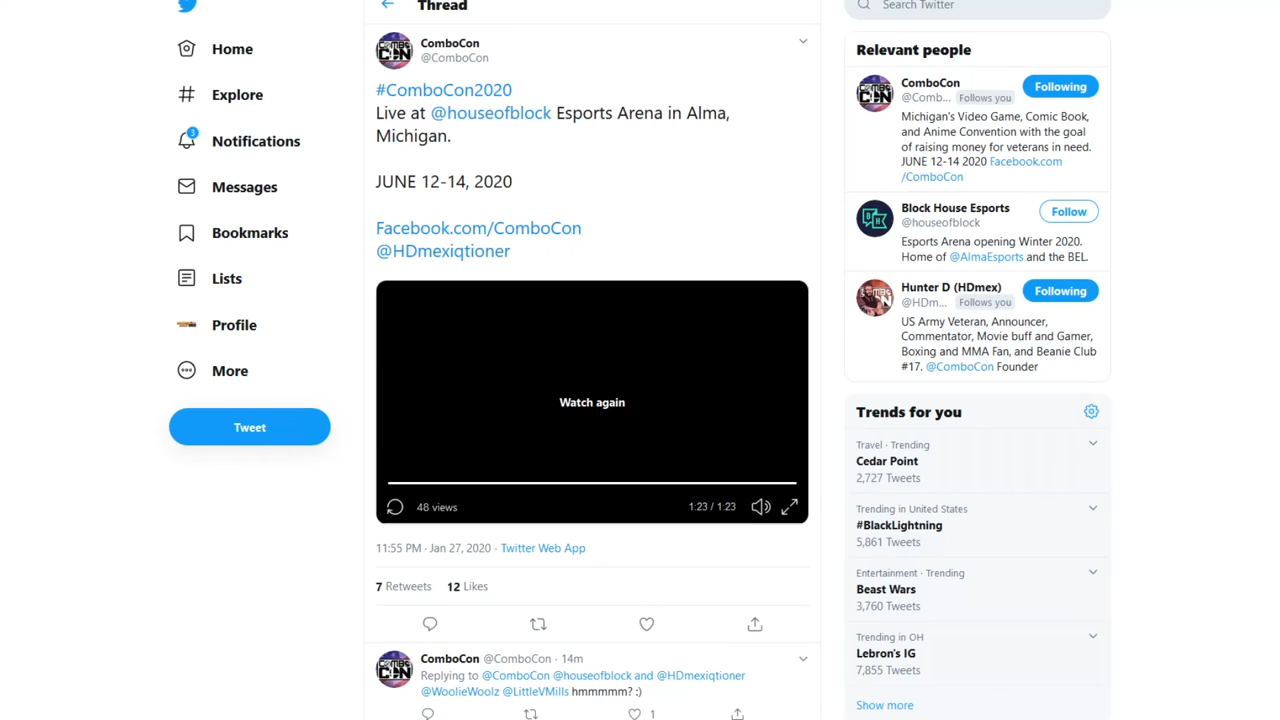 Thread
Search Twitter
Home
Explore
3
Notifications
Messages
Bookmarks
Lists
Profile
More
Tweet
ComboCon
@ComboCon
#ComboCon2020
Live at @houseofblock Esports Arena in Alma,
Michigan.
JUNE 12-14, 2020
Facebook.com/ComboCon
@HDmexiqtioner
Watch again
48 views
1:23 / 1:23
11:55 PM · Jan 27, 2020 · Twitter Web App
7 Retweets 12 Likes
ComboCon @ComboCon · 14m
Replying to @ComboCon @houseofblock and @HDmexiqtioner
@WoolieWoolz @LittleVMills hmmmmm? :)
1
Relevant people
ComboCon
@Comb... Follows you
Following
Michigan's Video Game, Comic Book,
and Anime Convention with the goal
of raising money for veterans in need.
JUNE 12-14 2020 Facebook.com
/ComboCon
Block House Esports
@houseofblock
Follow
Esports Arena opening Winter 2020.
Home of @AlmaEsports and the BEL.
Hunter D (HDmex)
@HDm... Follows you
Following
US Army Veteran, Announcer,
Commentator, Movie buff and Gamer,
Boxing and MMA Fan, and Beanie Club
#17. @ComboCon Founder
Trends for you
Travel · Trending
Cedar Point
2,727 Tweets
Trending in United States
#BlackLightning
5,861 Tweets
Entertainment · Trending
Beast Wars
3,760 Tweets
Trending in OH
Lebron's IG
7,855 Tweets
Show more